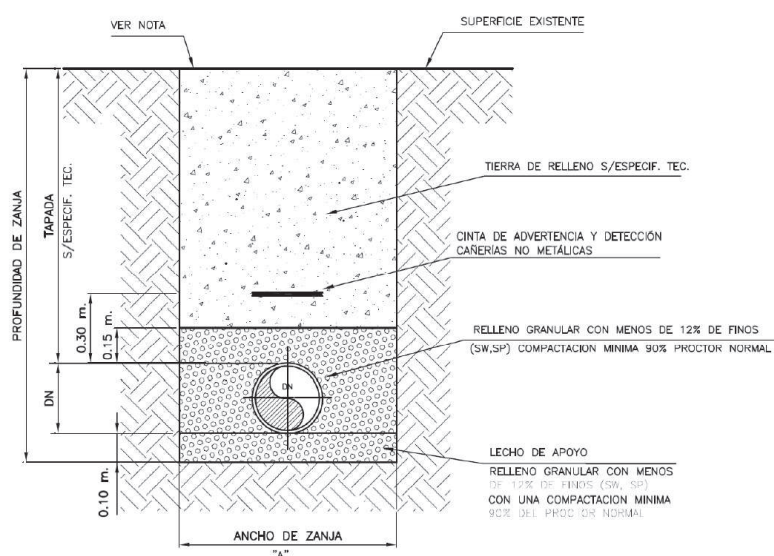 VER NOTA
SUPERFICIE EXISTENTE
PROFUNDIDAD DE ZANJA
TAPADA
S/ESPECIF. TEC.
TIERRA DE RELLENO S/ESPECIF. TEC.
CINTA DE ADVERTENCIA Y DETECCIÓN
CAÑERÍAS NO METÁLICAS
0.30 m.
0.15 m.
RELLENO GRANULAR CON MENOS DE 12% DE FINOS
(SW,SP) COMPACTACION MINIMA 90% PROCTOR NORMAL
DN
DN
LECHO DE APOYO
RELLENO GRANULAR CON MENOS
DE 12% DE FINOS (SW, SP)
CON UNA COMPACTACION MINIMA
90% DEL PROCTOR NORMAL
0.10 m.
ANCHO DE ZANJA
"A"